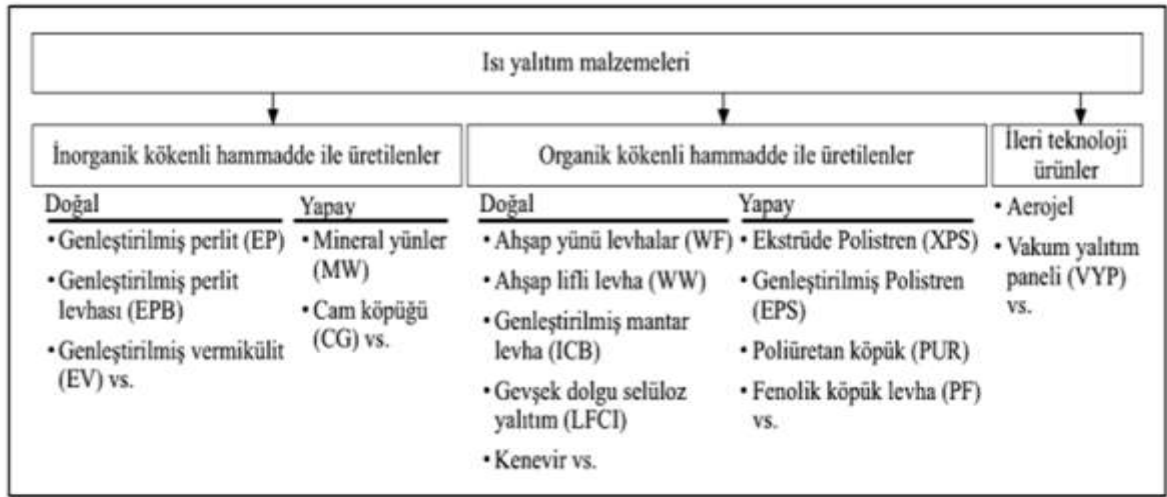 Isı yalıtım malzemeleri
İnorganik kökenli hammadde ile üretilenler
Doğal
• Genleştirilmiş perlit (EP)
• Genleştirilmiş perlit
levhası (EPB)
• Genleştirilmiş vermikülit
(EV) vs.
Yapay
• Mineral yünler
(MW)
• Cam köpüğü
(CG) vs.
Organik kökenli hammadde ile üretilenler
Doğal
• Ahşap yünü levhalar (WF)
• Ahşap lifli levha (WW)
• Genleştirilmiş mantar
levha (ICB)
• Gevşek dolgu selüloz
yalıtım (LFCI)
• Kenevir vs.
Yapay
• Ekstrüde Polistren (XPS)
• Genleştirilmiş Polistren
(EPS)
• Poliüretan köpük (PUR)
• Fenolik köpük levha (PF)
vs.
İleri teknoloji
ürünler
• Aerojel
• Vakum yalıtım
paneli (VYP)
vs.